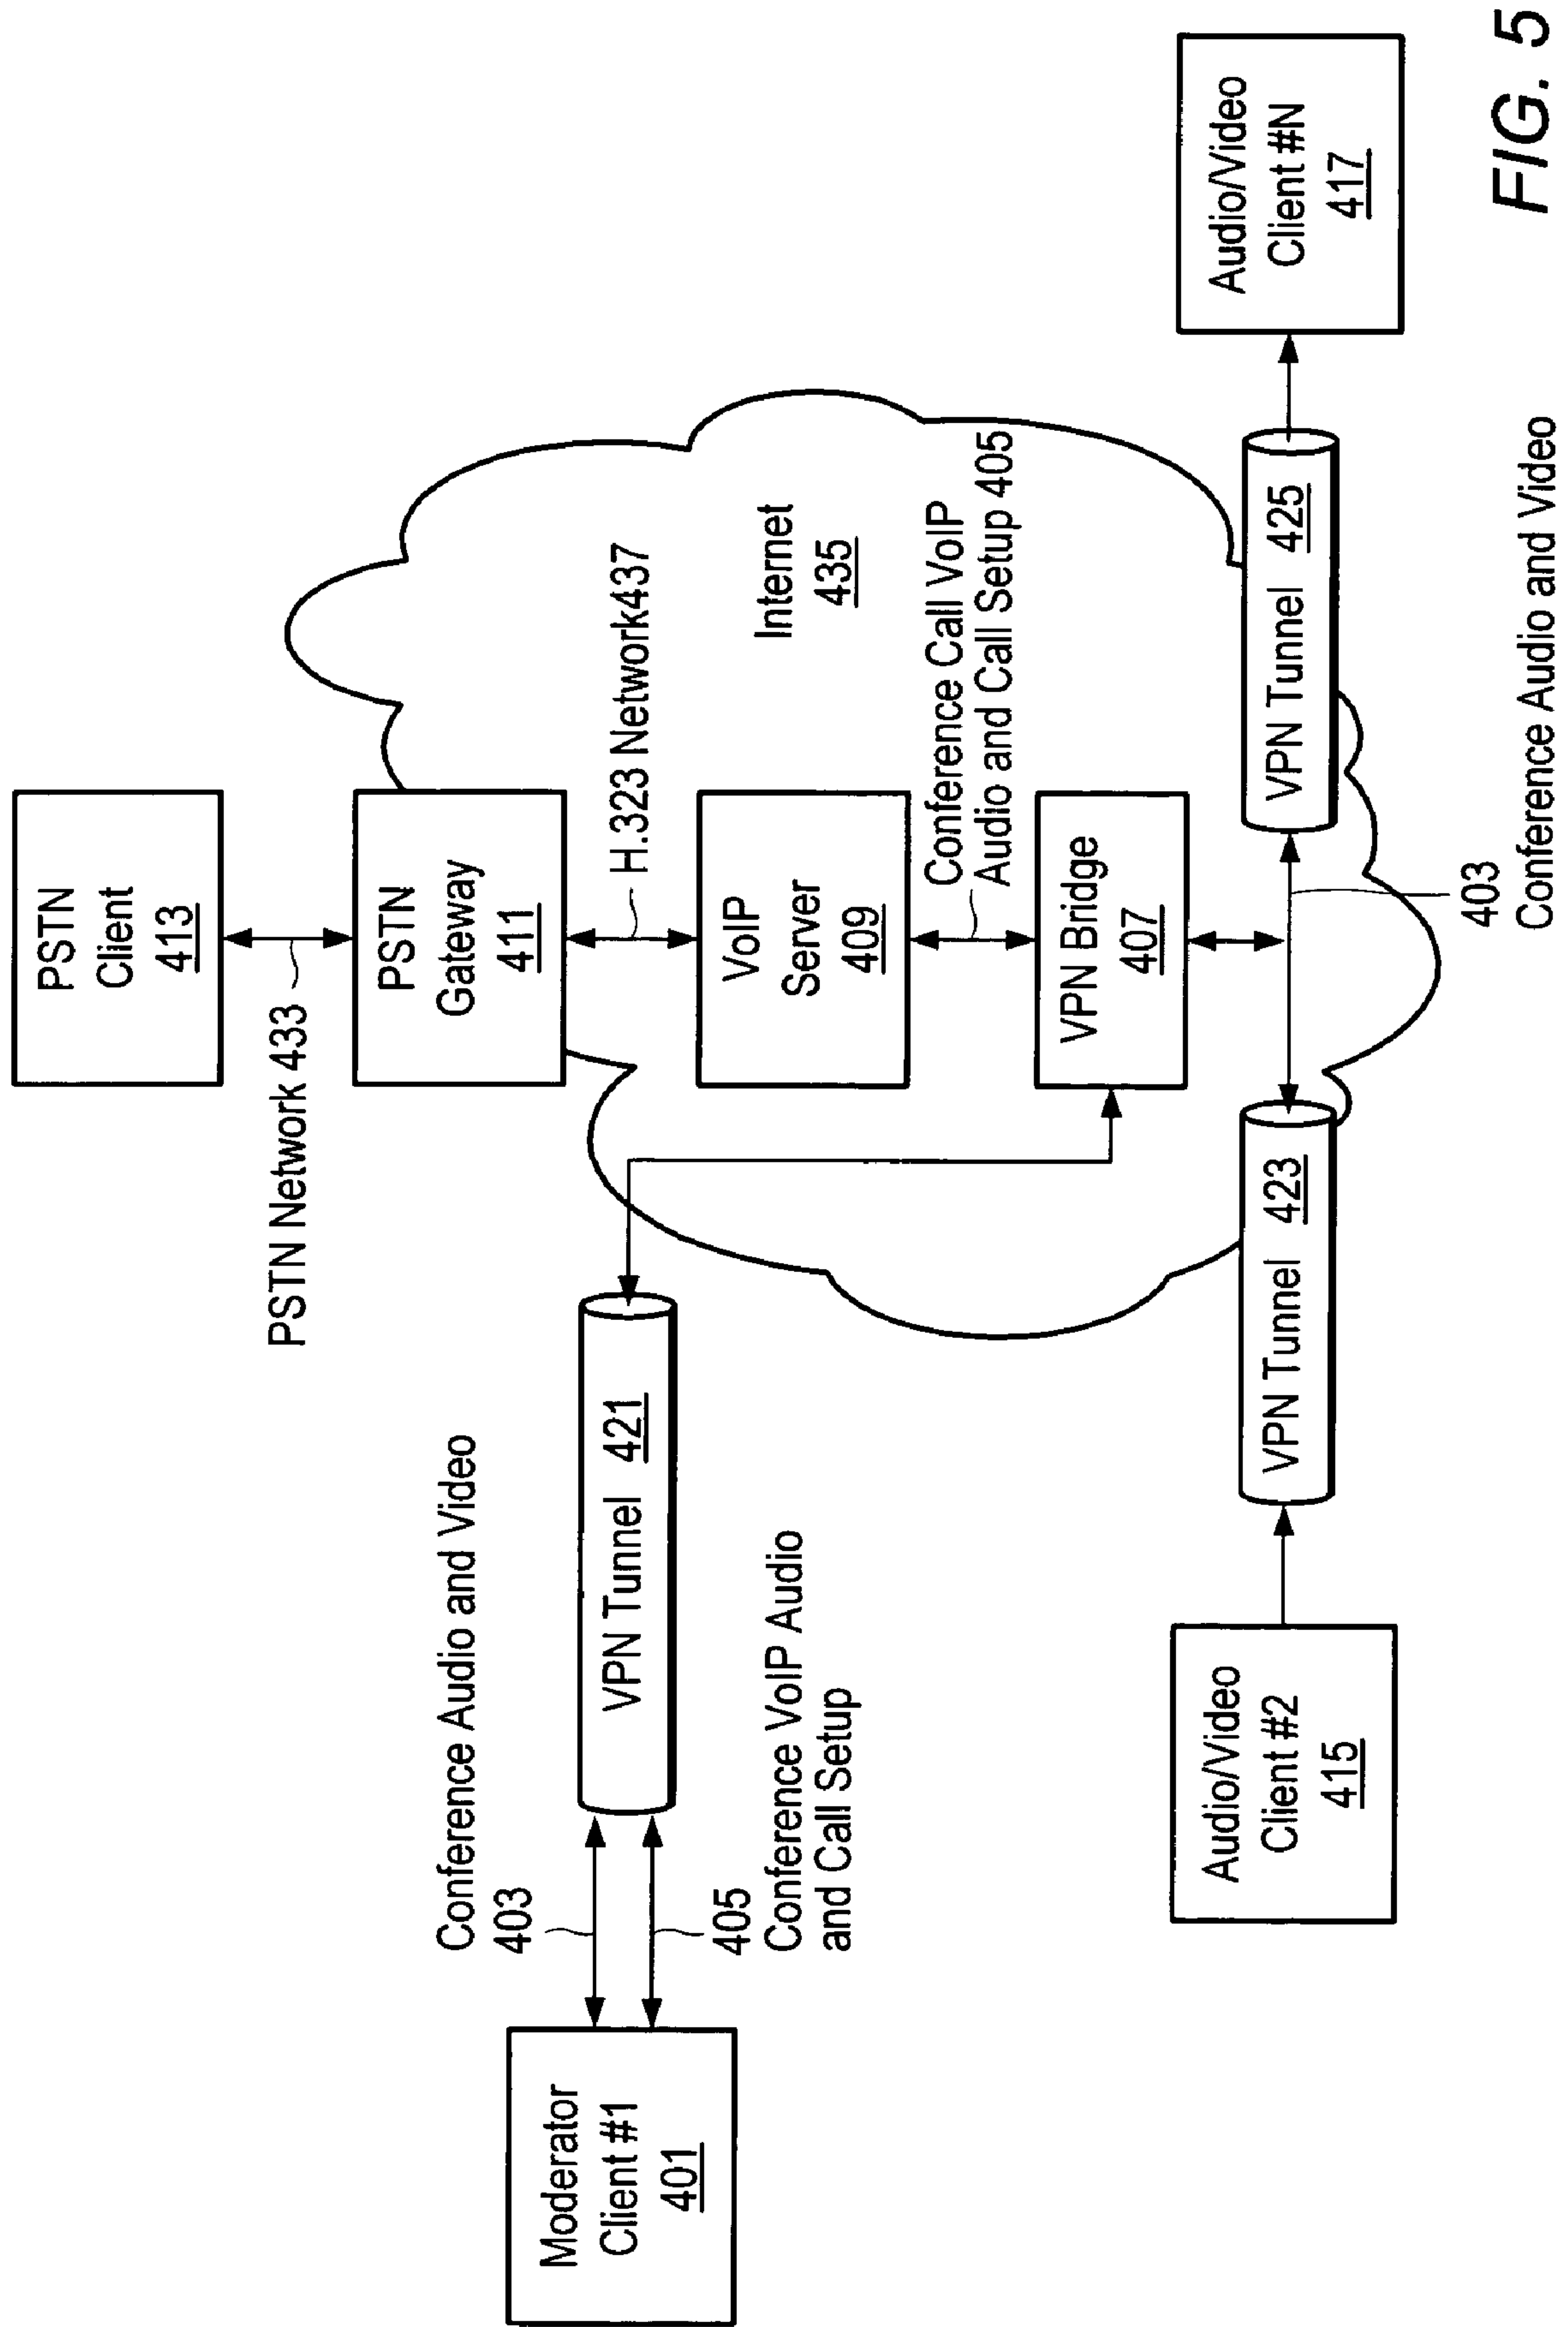 PSTN
Client
413
PSTN Network 433
PSTN
Gateway
411
H.323 Network437
VoIP
Server
409
Internet
435
Conference Call VoIP
Audio and Call Setup 405
VPN Bridge
407
Conference Audio and Video
403
VPN Tunnel 421
405
Conference VoIP Audio
and Call Setup
Moderator
Client #1
401
Audio/Video
Client #2
415
VPN Tunnel 423
VPN Tunnel 425
Audio/Video
Client #N
417
403
Conference Audio and Video
FIG. 5